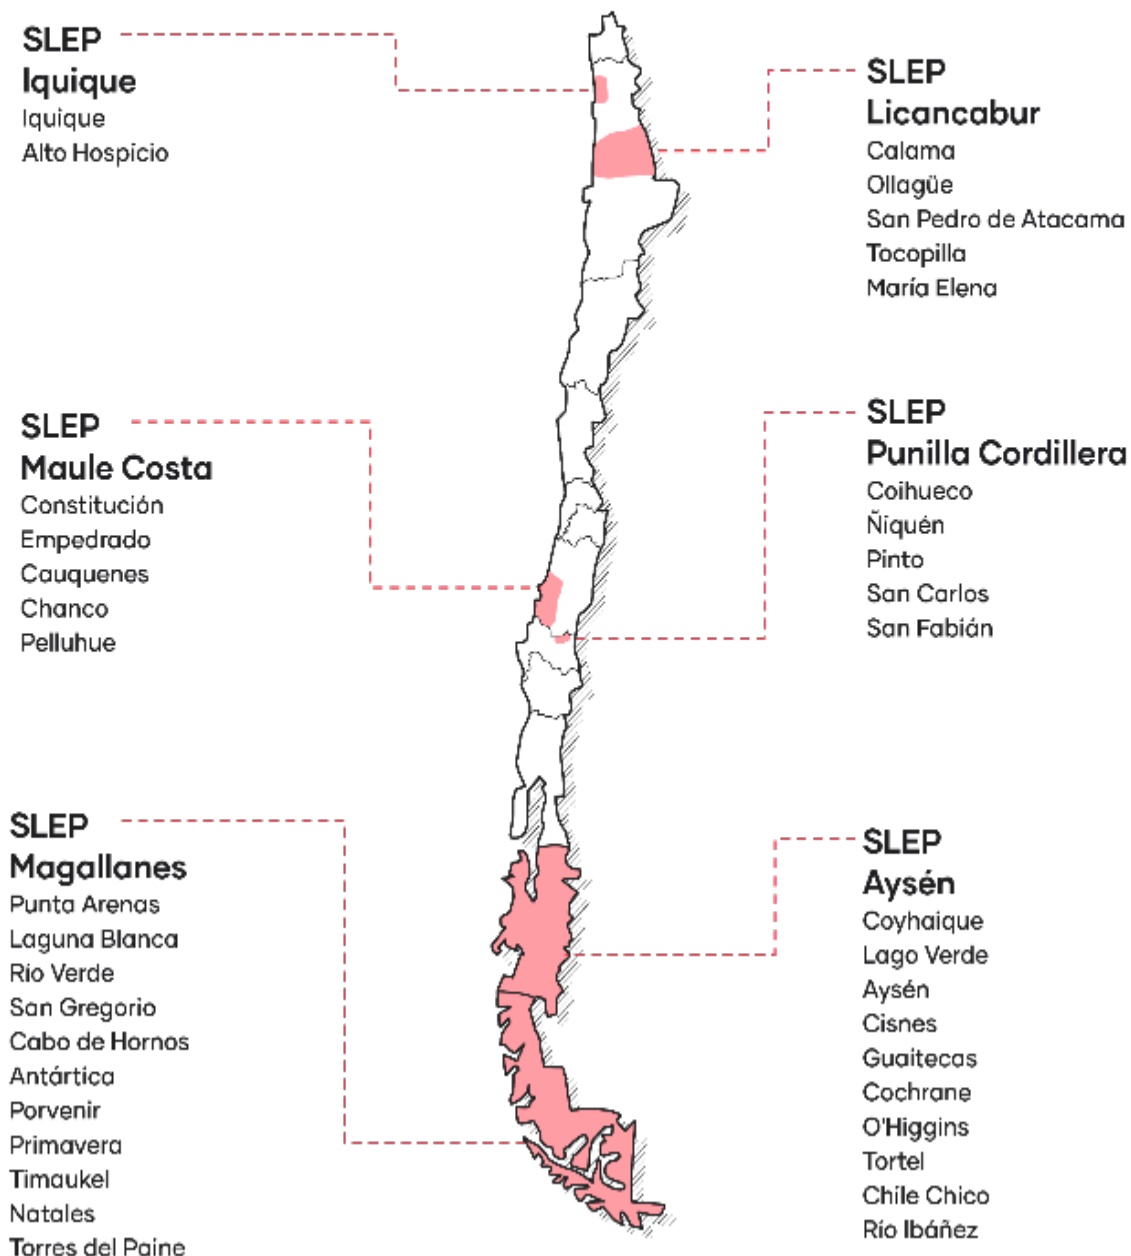 SLEP
Iquique
Iquique
Alto Hospicio
SLEP
Licancabur
Calama
Ollagüe
San Pedro de Atacama
Tocopilla
María Elena
SLEP
Maule Costa
Constitución
Empedrado
Cauquenes
Chanco
Pelluhue
SLEP
Punilla Cordillera
Coihueco
Ñiquén
Pinto
San Carlos
San Fabián
SLEP
Magallanes
Punta Arenas
Laguna Blanca
Río Verde
San Gregorio
Cabo de Hornos
Antártica
Porvenir
Primavera
Timaukel
Natales
Torres del Paine
SLEP
Aysén
Coyhaique
Lago Verde
Aysén
Cisnes
Guaitecas
Cochrane
O'Higgins
Tortel
Chile Chico
Río Ibáñez